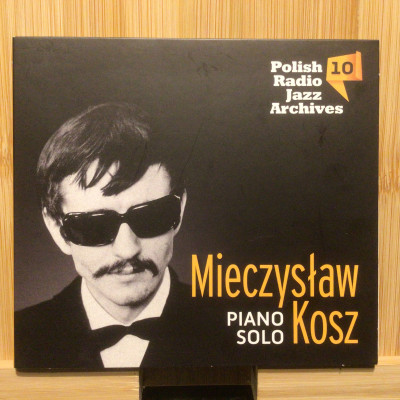 Polish 10
Radio
Jazz
Archives
Mieczysław
PIANO Kosz
SOLO